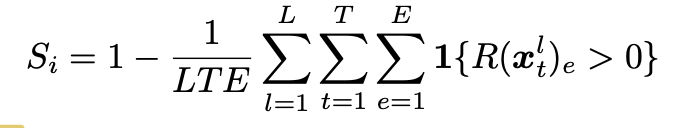 S_i = 1 - \frac{1}{LTE} \sum_{l=1}^{L} \sum_{t=1}^{T} \sum_{e=1}^{E} \mathbf{1}\{R(\boldsymbol{x}_t^l)_e > 0\}